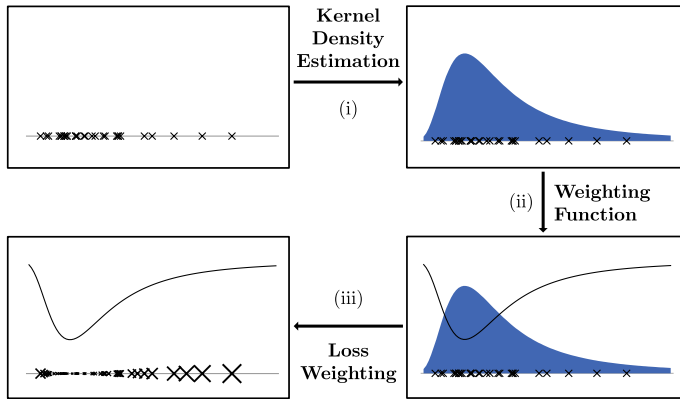 Kernel
Density
Estimation
(i)
(ii)
Weighting
Function
(iii)
Loss
Weighting